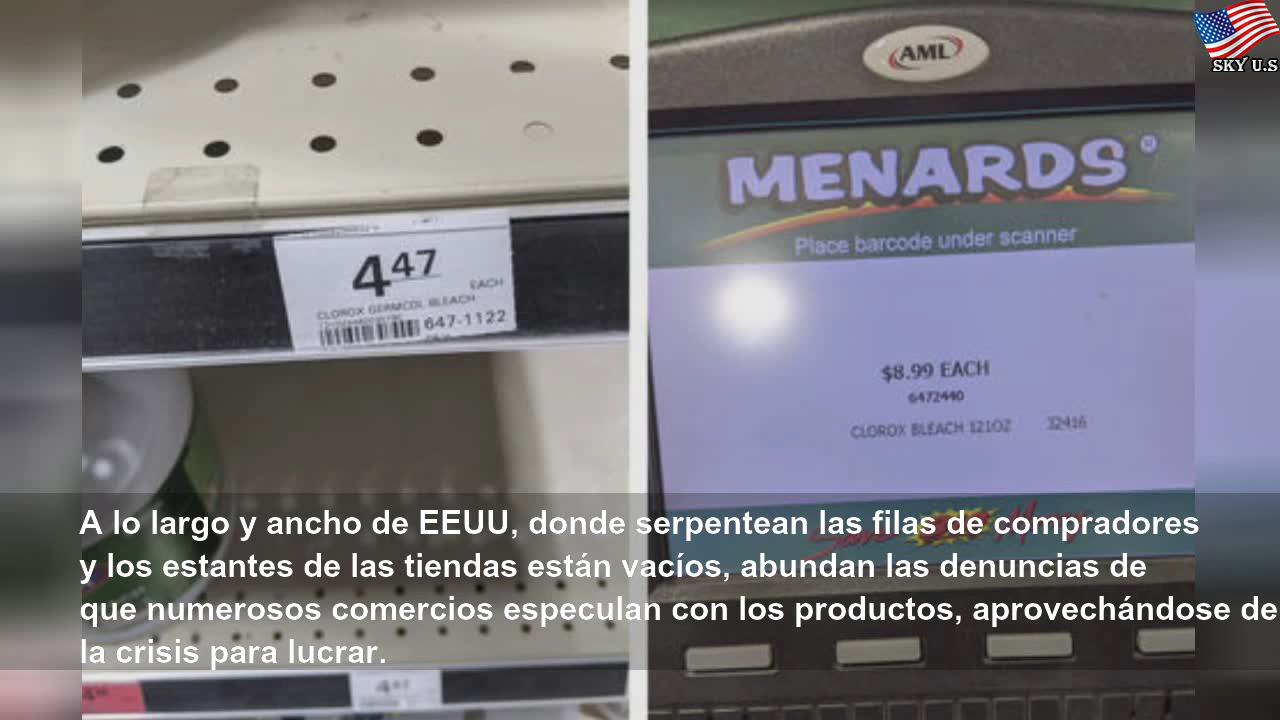 SKY U.S
AML
MENARDS®
Place barcode under scanner
4 47
EACH
CLOROX GERMCDL BLEACH
647-1122
$8.99 EACH
6472440
CLOROX BLEACH 121OZ 32416
Save BIG Money
A lo largo y ancho de EEUU, donde serpentean las filas de compradores
y los estantes de las tiendas están vacíos, abundan las denuncias de
que numerosos comercios especulan con los productos, aprovechándose de
la crisis para lucrar.